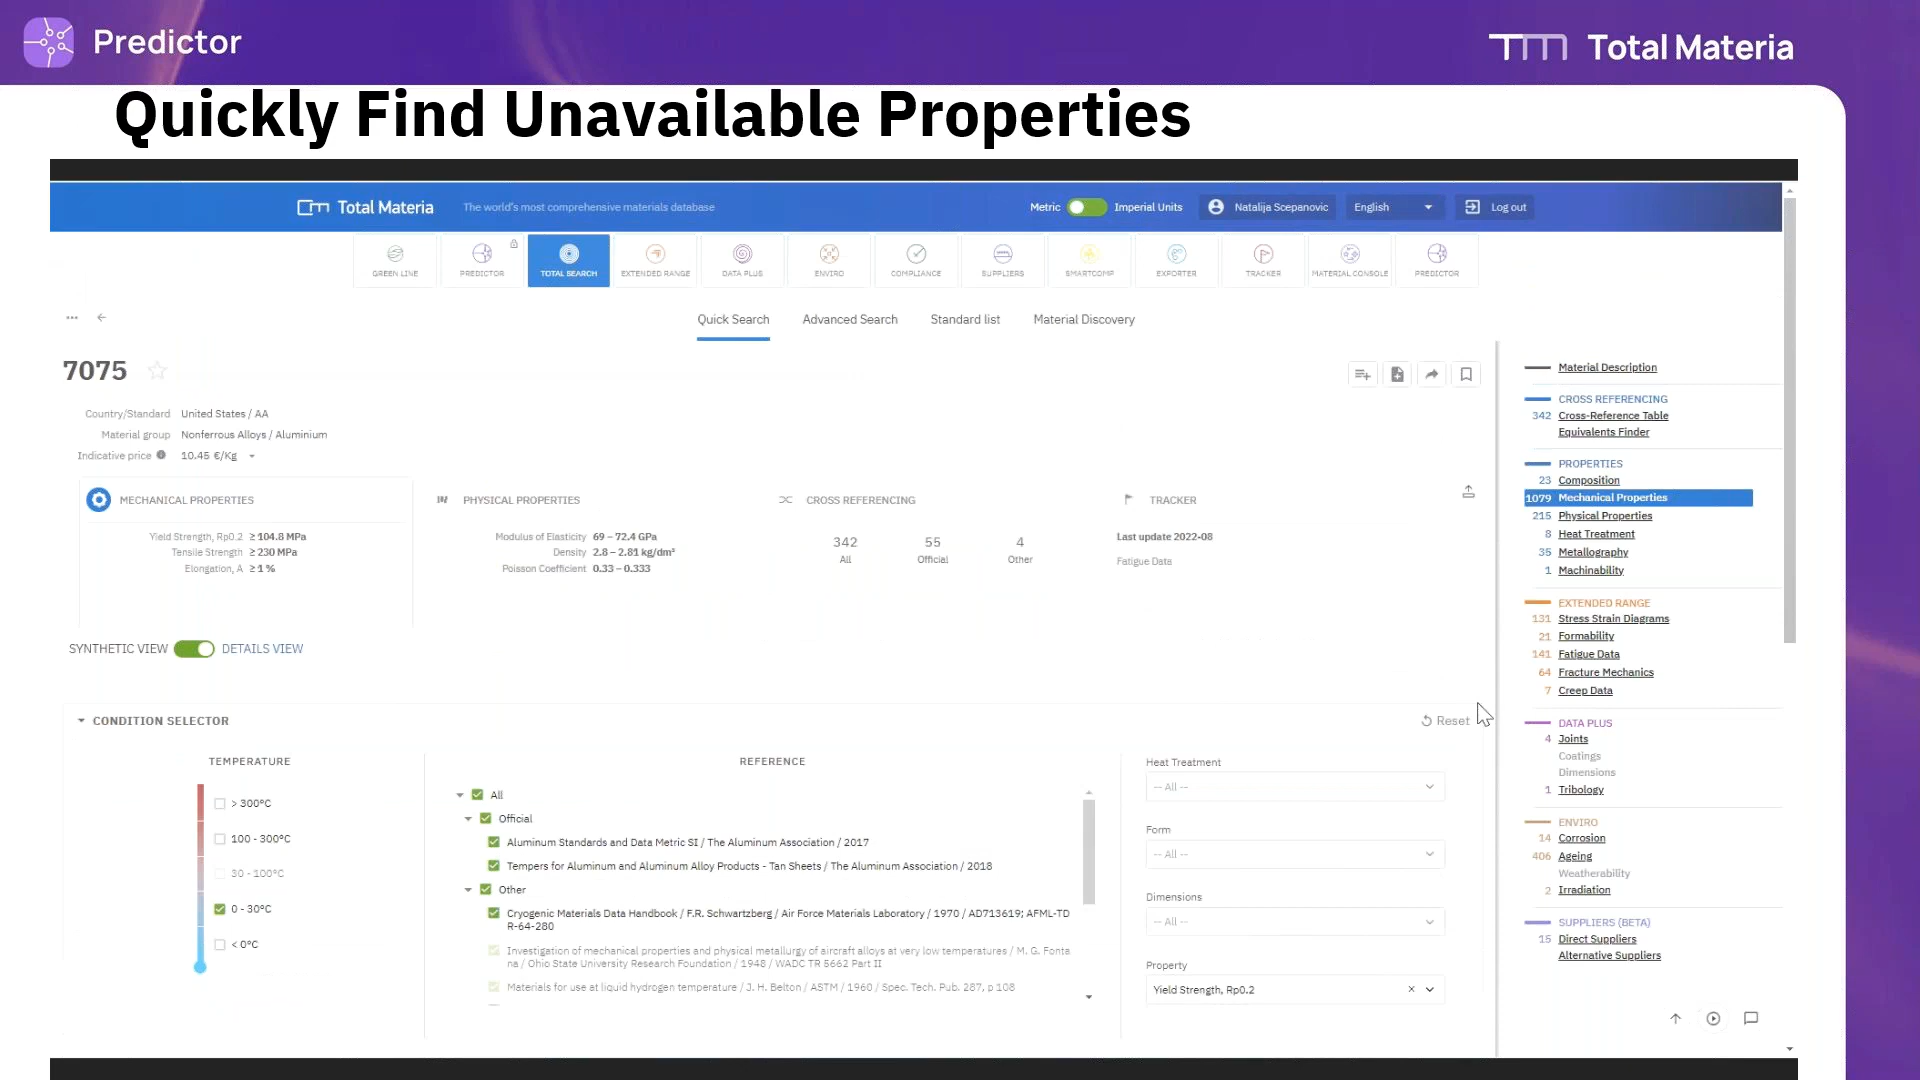 Predictor
Total Materia
Quickly Find Unavailable Properties
Total Materia
The world's most comprehensive materials database
Metric
Imperial Units
Natalija Scepanovic
English
Log out
GREEN LINE
PREDICTOR
TOTAL SEARCH
EXTENDED RANGE
DATA PLUS
ENVIRO
COMPLIANCE
SUPPLIERS
SMARTCOMP
EXPORTER
TRACKER
MATERIAL CONSOLE
PREDICTOR
Quick Search
Advanced Search
Standard list
Material Discovery
7075
Country/Standard United States / AA
Material group Nonferrous Alloys / Aluminium
Indicative price 10.45 €/Kg
MECHANICAL PROPERTIES
Yield Strength, Rp0.2 ≥ 104.8 MPa
Tensile Strength ≥ 230 MPa
Elongation, A ≥ 1 %
PHYSICAL PROPERTIES
Modulus of Elasticity 69 – 72.4 GPa
Density 2.8 – 2.81 kg/dm³
Poisson Coefficient 0.33 – 0.333
CROSS REFERENCING
342 55 4
All Official Other
TRACKER
Last update 2022-08
Fatigue Data
SYNTHETIC VIEW
DETAILS VIEW
CONDITION SELECTOR
Reset
TEMPERATURE
> 300°C
100 - 300°C
30 - 100°C
0 - 30°C
< 0°C
REFERENCE
All
Official
Aluminum Standards and Data Metric SI / The Aluminum Association / 2017
Tempers for Aluminum and Aluminum Alloy Products - Tan Sheets / The Aluminum Association / 2018
Other
Cryogenic Materials Data Handbook / F.R. Schwartzberg / Air Force Materials Laboratory / 1970 / AD713619; AFML-TD
R-64-280
Investigation of mechanical properties and physical metallurgy of aircraft alloys at very low temperatures / M. G. Fonta
na / Ohio State University Research Foundation / 1948 / WADC TR 5662 Part II
Materials for use at liquid hydrogen temperature / J. H. Belton / ASTM / 1960 / Spec. Tech. Pub. 287, p 108
Heat Treatment
-- All --
Form
-- All --
Dimensions
-- All --
Property
Yield Strength, Rp0.2
Material Description
CROSS REFERENCING
342 Cross-Reference Table
Equivalents Finder
PROPERTIES
23 Composition
1079 Mechanical Properties
215 Physical Properties
8 Heat Treatment
35 Metallography
1 Machinability
EXTENDED RANGE
131 Stress Strain Diagrams
21 Formability
141 Fatigue Data
64 Fracture Mechanics
7 Creep Data
DATA PLUS
4 Joints
Coatings
Dimensions
1 Tribology
ENVIRO
14 Corrosion
406 Ageing
Weatherability
2 Irradiation
SUPPLIERS (BETA)
15 Direct Suppliers
Alternative Suppliers